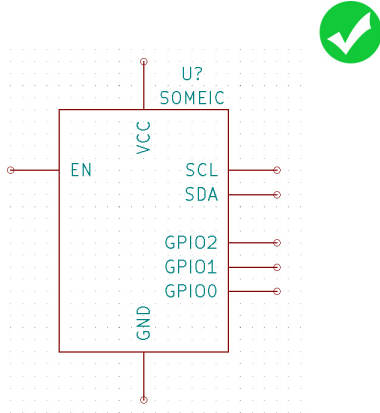 U?
SOMEIC
VCC
EN
SCL
SDA
GPIO2
GPIO1
GPIO0
GND